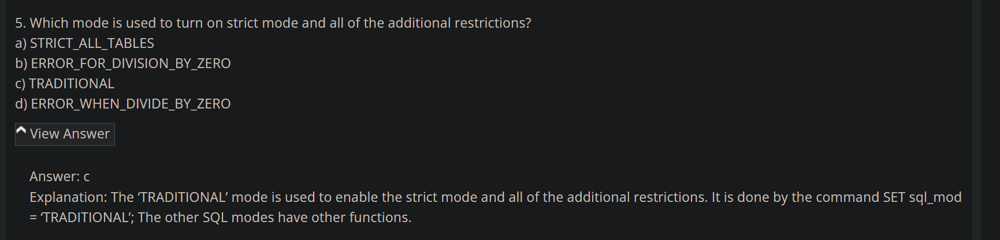 5. Which mode is used to turn on strict mode and all of the additional restrictions?
a) STRICT_ALL_TABLES
b) ERROR_FOR_DIVISION_BY_ZERO
c) TRADITIONAL
d) ERROR_WHEN_DIVIDE_BY_ZERO
View Answer
Answer: c
Explanation: The ‘TRADITIONAL’ mode is used to enable the strict mode and all of the additional restrictions. It is done by the command SET sql_mod
= ‘TRADITIONAL’; The other SQL modes have other functions.